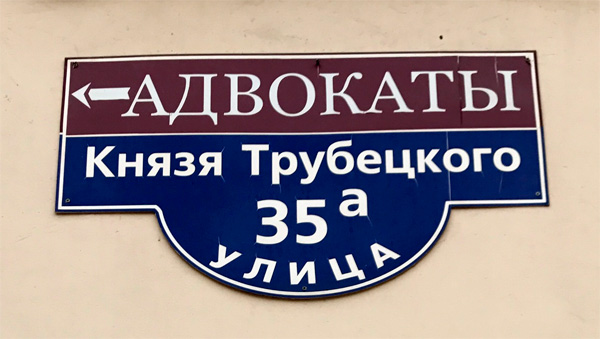 АДВОКАТЫ
Князя Трубецкого
35а
УЛИЦА